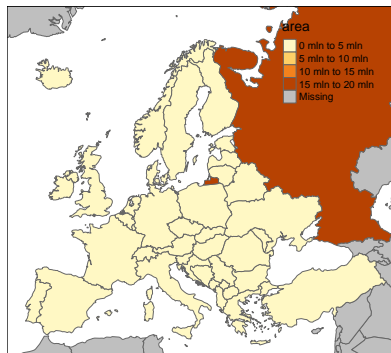 area
0 mln to 5 mln
5 mln to 10 mln
10 mln to 15 mln
15 mln to 20 mln
Missing